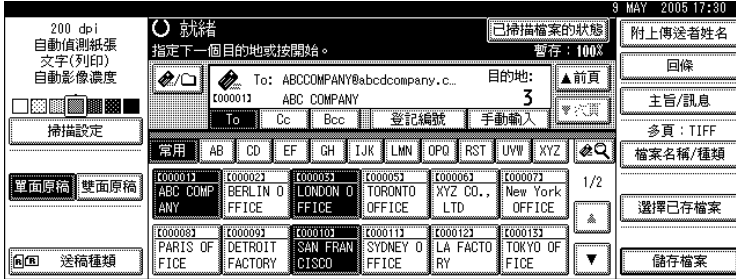 9 MAY 2005 17:30
200 dpi
自動偵測紙張
文字(列印)
自動影像濃度
掃描設定
單面原稿 雙面原稿
送稿種類
就緒
已掃描檔案的狀態
指定下一個目的地或按開始。
暫存：100%
To: ABCCOMPANY@abcdcompany.c...
[00001] ABC COMPANY
目的地:
3
▲前頁
▼次頁
To Cc Bcc 登記編號 手動輸入
常用 AB CD EF GH IJK LMN OPQ RST UVW XYZ
[00001] [00002] [00003] [00005] [00006] [00007]
ABC COMP BERLIN O LONDON O TORONTO XYZ CO., New York
ANY FFICE FFICE OFFICE LTD OFFICE
1/2
[00008] [00009] [00010] [00011] [00012] [00013]
PARIS OF DETROIT SAN FRAN SYDNEY O LA FACTO TOKYO OF
FICE FACTORY CISCO FFICE RY FICE
附上傳送者姓名
回條
主旨/訊息
多頁：TIFF
檔案名稱/種類
選擇已存檔案
儲存檔案